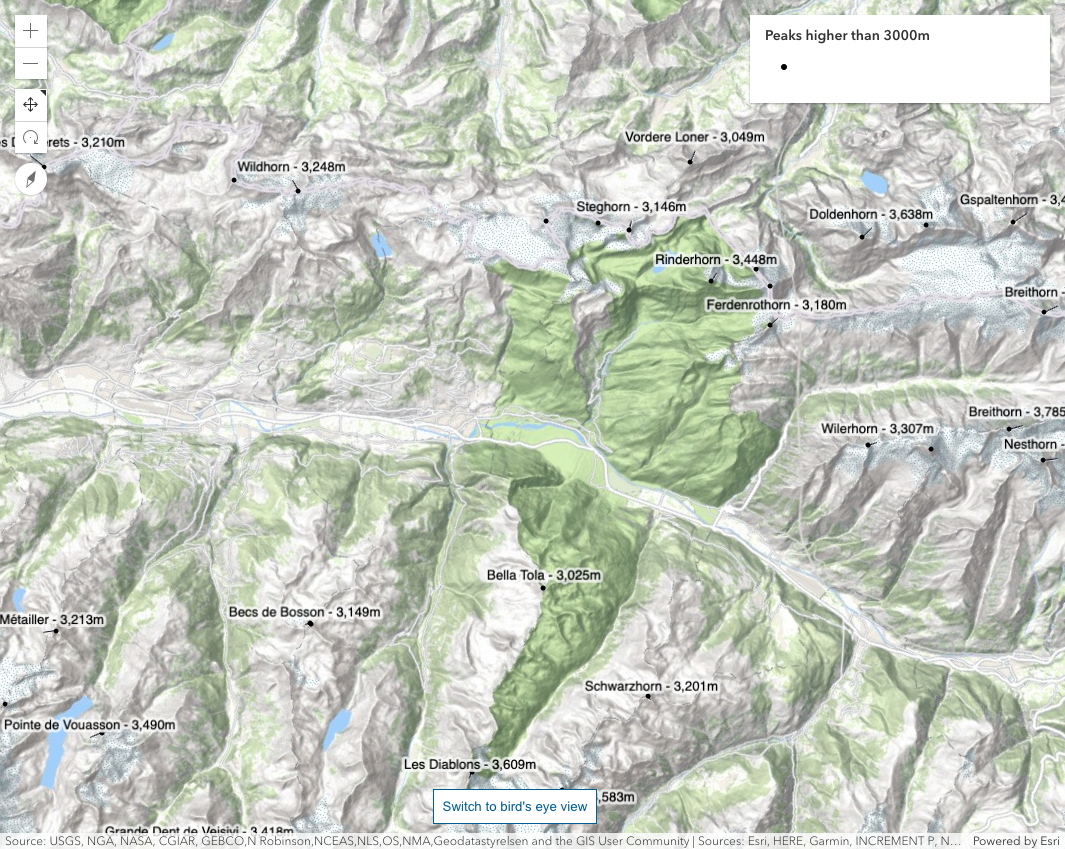 Peaks higher than 3000m
erets - 3,210m
Vordere Loner - 3,049m
Wildhorn - 3,248m
Steghorn - 3,146m
Gspaltenhorn - 3,4
Doldenhorn - 3,638m
Rinderhorn - 3,448m
Breithorn -
Ferdenrothorn - 3,180m
Breithorn - 3,785
Wilerhorn - 3,307m
Nesthorn -
Bella Tola - 3,025m
Becs de Bosson - 3,149m
Métailler - 3,213m
Schwarzhorn - 3,201m
Pointe de Vouasson - 3,490m
Les Diablons - 3,609m
,583m
Switch to bird's eye view
Grande Dent de Veisivi - 3,418m
Source: USGS, NGA, NASA, CGIAR, GEBCO,N Robinson,NCEAS,NLS,OS,NMA,Geodatastyrelsen and the GIS User Community | Sources: Esri, HERE, Garmin, INCREMENT P, N... Powered by Esri